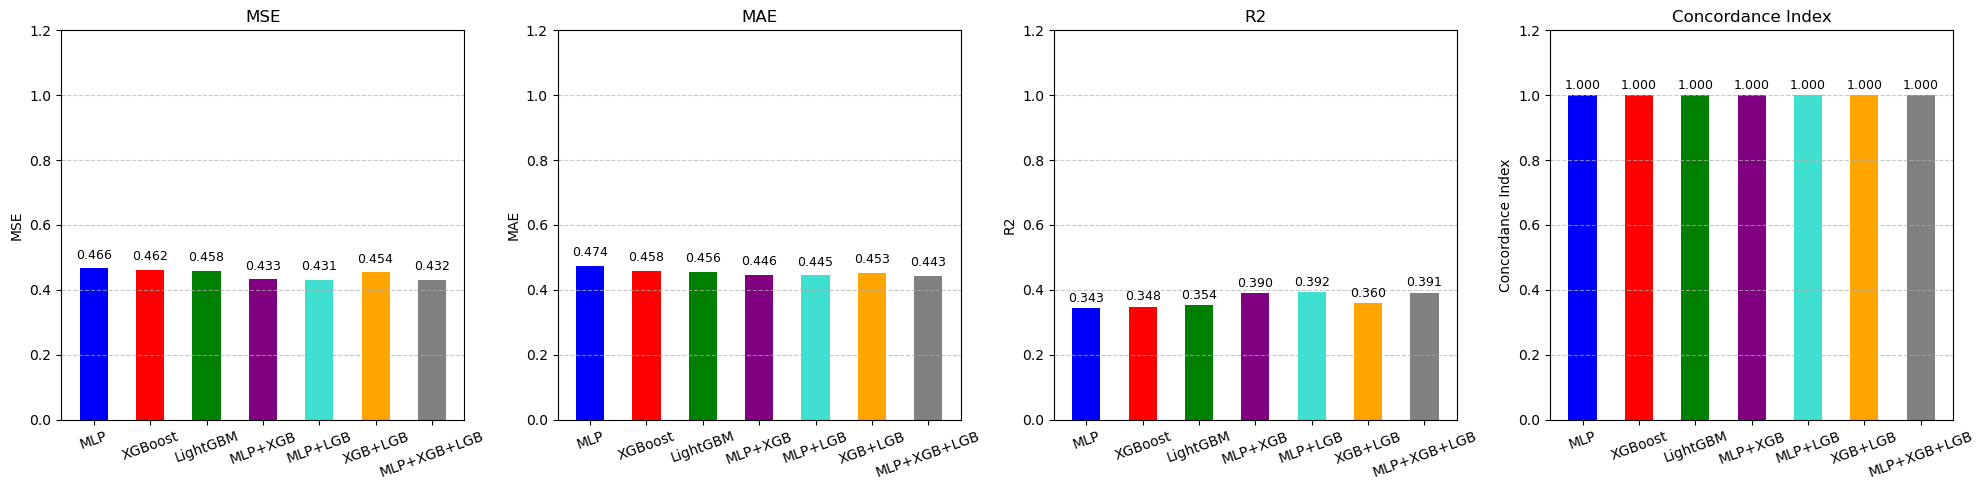 MSE
MSE
1.2
1.0
0.8
0.6
0.4
0.2
0.0
0.466
0.462
0.458
0.433
0.431
0.454
0.432
MLP
XGBoost
LightGBM
MLP+XGB
MLP+LGB
XGB+LGB
MLP+XGB+LGB
MAE
MAE
1.2
1.0
0.8
0.6
0.4
0.2
0.0
0.474
0.458
0.456
0.446
0.445
0.453
0.443
MLP
XGBoost
LightGBM
MLP+XGB
MLP+LGB
XGB+LGB
MLP+XGB+LGB
R2
R2
1.2
1.0
0.8
0.6
0.4
0.2
0.0
0.343
0.348
0.354
0.390
0.392
0.360
0.391
MLP
XGBoost
LightGBM
MLP+XGB
MLP+LGB
XGB+LGB
MLP+XGB+LGB
Concordance Index
Concordance Index
1.2
1.0
0.8
0.6
0.4
0.2
0.0
1.000
1.000
1.000
1.000
1.000
1.000
1.000
MLP
XGBoost
LightGBM
MLP+XGB
MLP+LGB
XGB+LGB
MLP+XGB+LGB